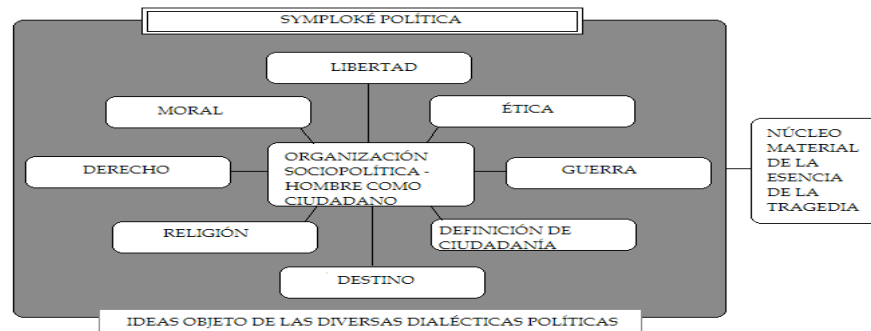 SYMPLOKÉ POLÍTICA
LIBERTAD
MORAL
ÉTICA
ORGANIZACIÓN
SOCIOPOLÍTICA -
HOMBRE COMO
CIUDADANO
DERECHO
GUERRA
RELIGIÓN
DEFINICIÓN DE
CIUDADANÍA
DESTINO
IDEAS OBJETO DE LAS DIVERSAS DIALÉCTICAS POLÍTICAS
NÚCLEO
MATERIAL
DE LA
ESENCIA
DE LA
TRAGEDIA